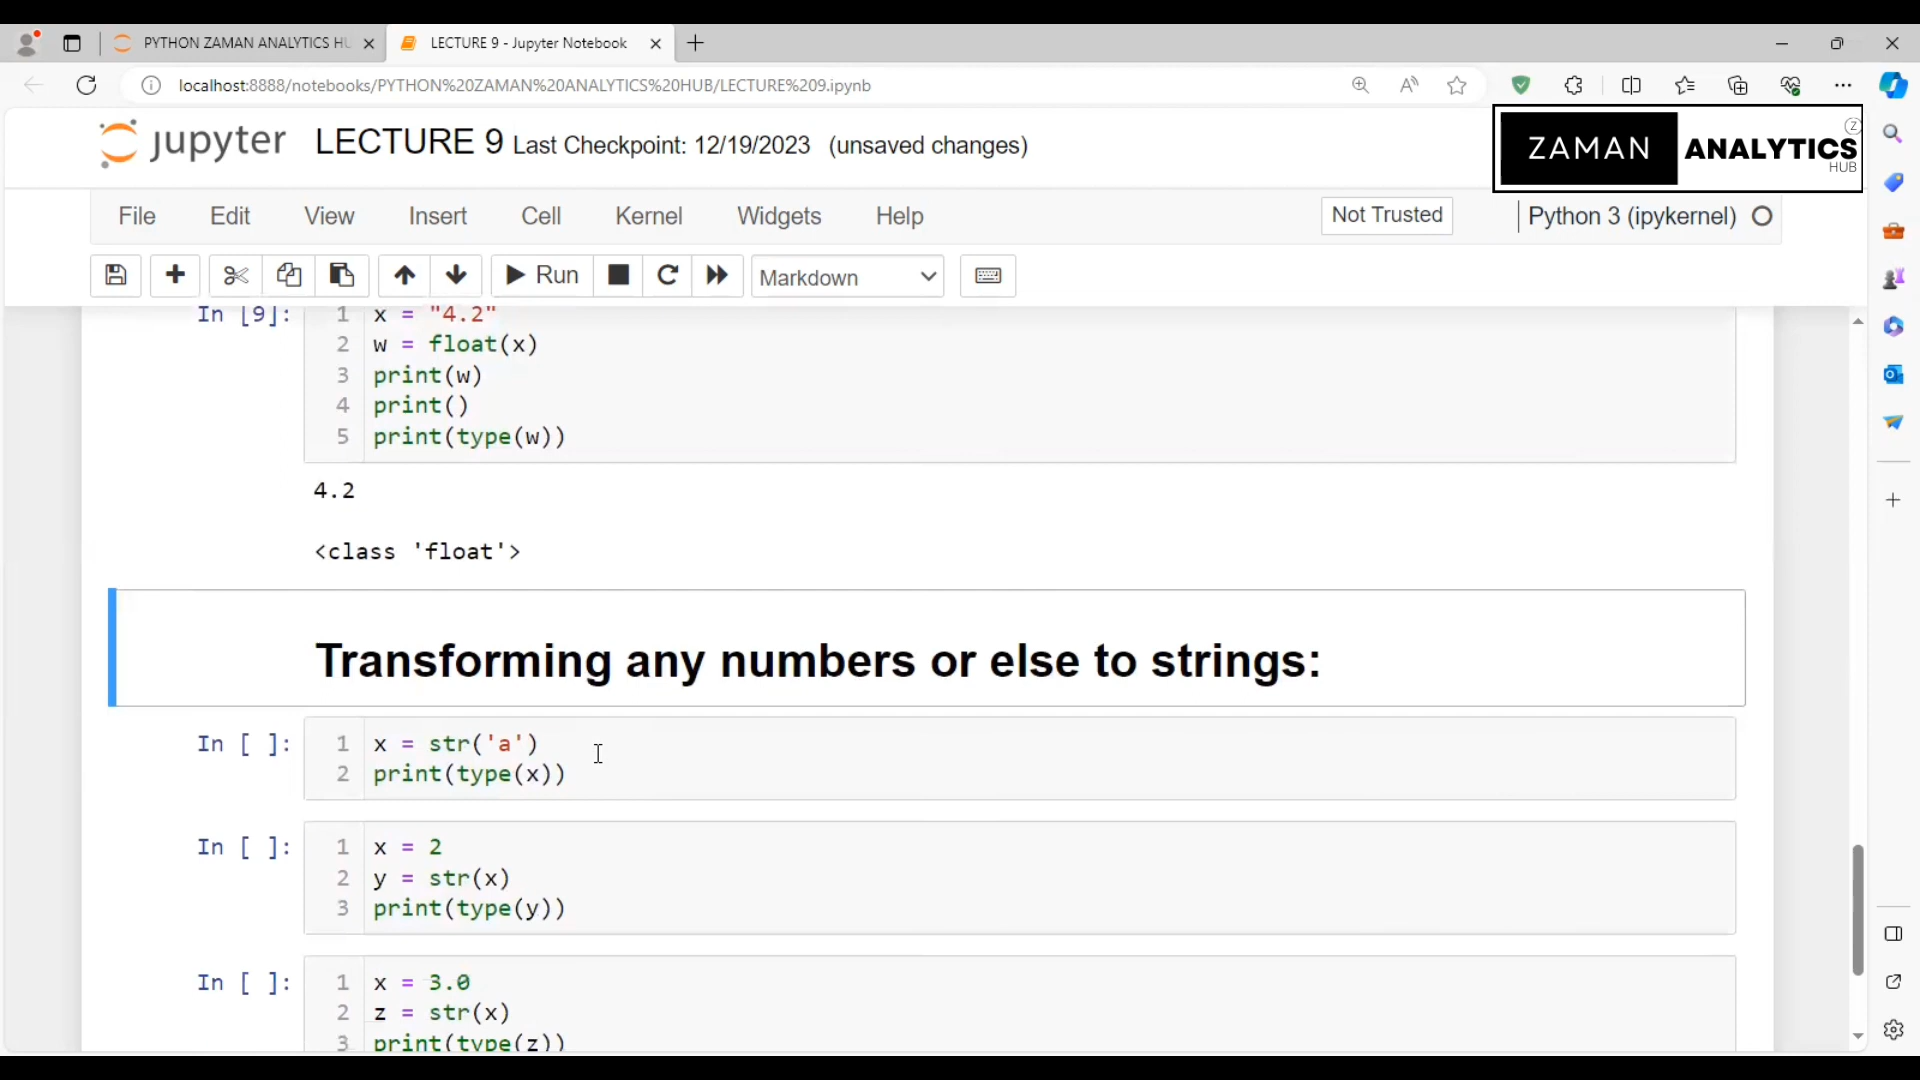 PYTHON ZAMAN ANALYTICS HU
LECTURE 9 - Jupyter Notebook
localhost:8888/notebooks/PYTHON%20ZAMAN%20ANALYTICS%20HUB/LECTURE%209.ipynb
jupyter LECTURE 9 Last Checkpoint: 12/19/2023 (unsaved changes)
ZAMAN ANALYTICS HUB Z
File Edit View Insert Cell Kernel Widgets Help Not Trusted Python 3 (ipykernel)
Run Markdown
In [9]: 1 x = "4.2"
2 w = float(x)
3 print(w)
4 print()
5 print(type(w))
4.2
<class 'float'>
Transforming any numbers or else to strings:
In [ ]: 1 x = str('a')
2 print(type(x))
In [ ]: 1 x = 2
2 y = str(x)
3 print(type(y))
In [ ]: 1 x = 3.0
2 z = str(x)
3 print(type(z))